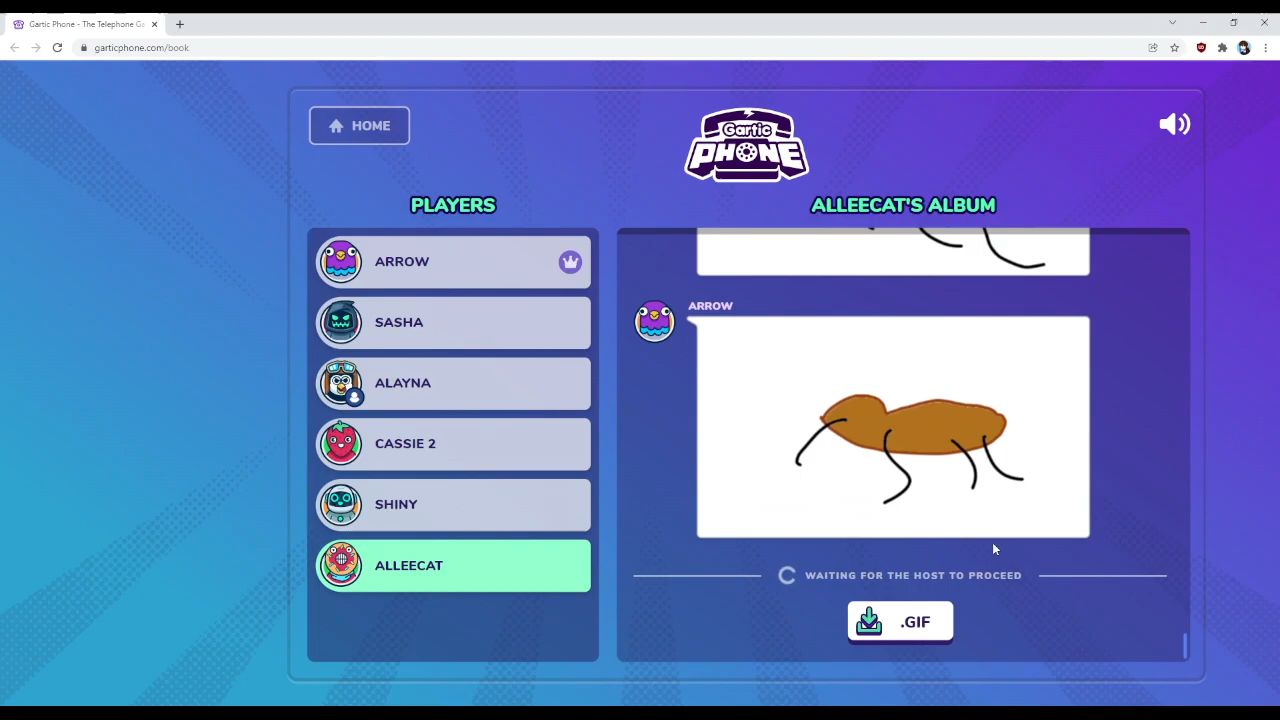 Gartic Phone - The Telephone Ga
garticphone.com/book
HOME
Gartic
PHONE
PLAYERS
ALLEECAT'S ALBUM
ARROW
SASHA
ALAYNA
CASSIE 2
SHINY
ALLEECAT
ARROW
WAITING FOR THE HOST TO PROCEED
.GIF